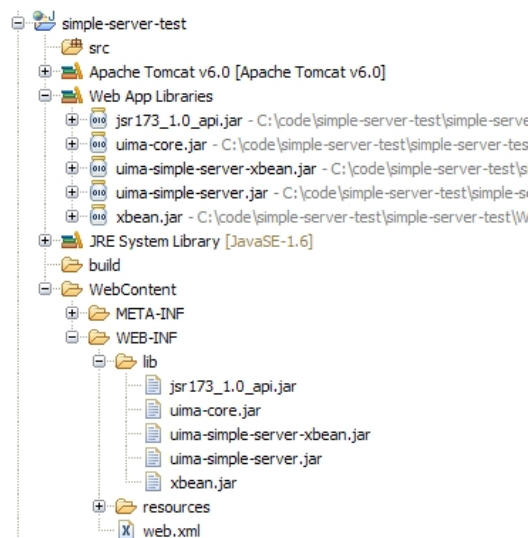 simple-server-test
src
Apache Tomcat v6.0 [Apache Tomcat v6.0]
Web App Libraries
jsr173_1.0_api.jar - C:\code\simple-server-test\simple-serve
uima-core.jar - C:\code\simple-server-test\simple-server-tes
uima-simple-server-xbean.jar - C:\code\simple-server-test\s
uima-simple-server.jar - C:\code\simple-server-test\simple-s
xbean.jar - C:\code\simple-server-test\simple-server-test\W
JRE System Library [JavaSE-1.6]
build
WebContent
META-INF
WEB-INF
lib
jsr173_1.0_api.jar
uima-core.jar
uima-simple-server-xbean.jar
uima-simple-server.jar
xbean.jar
resources
web.xml